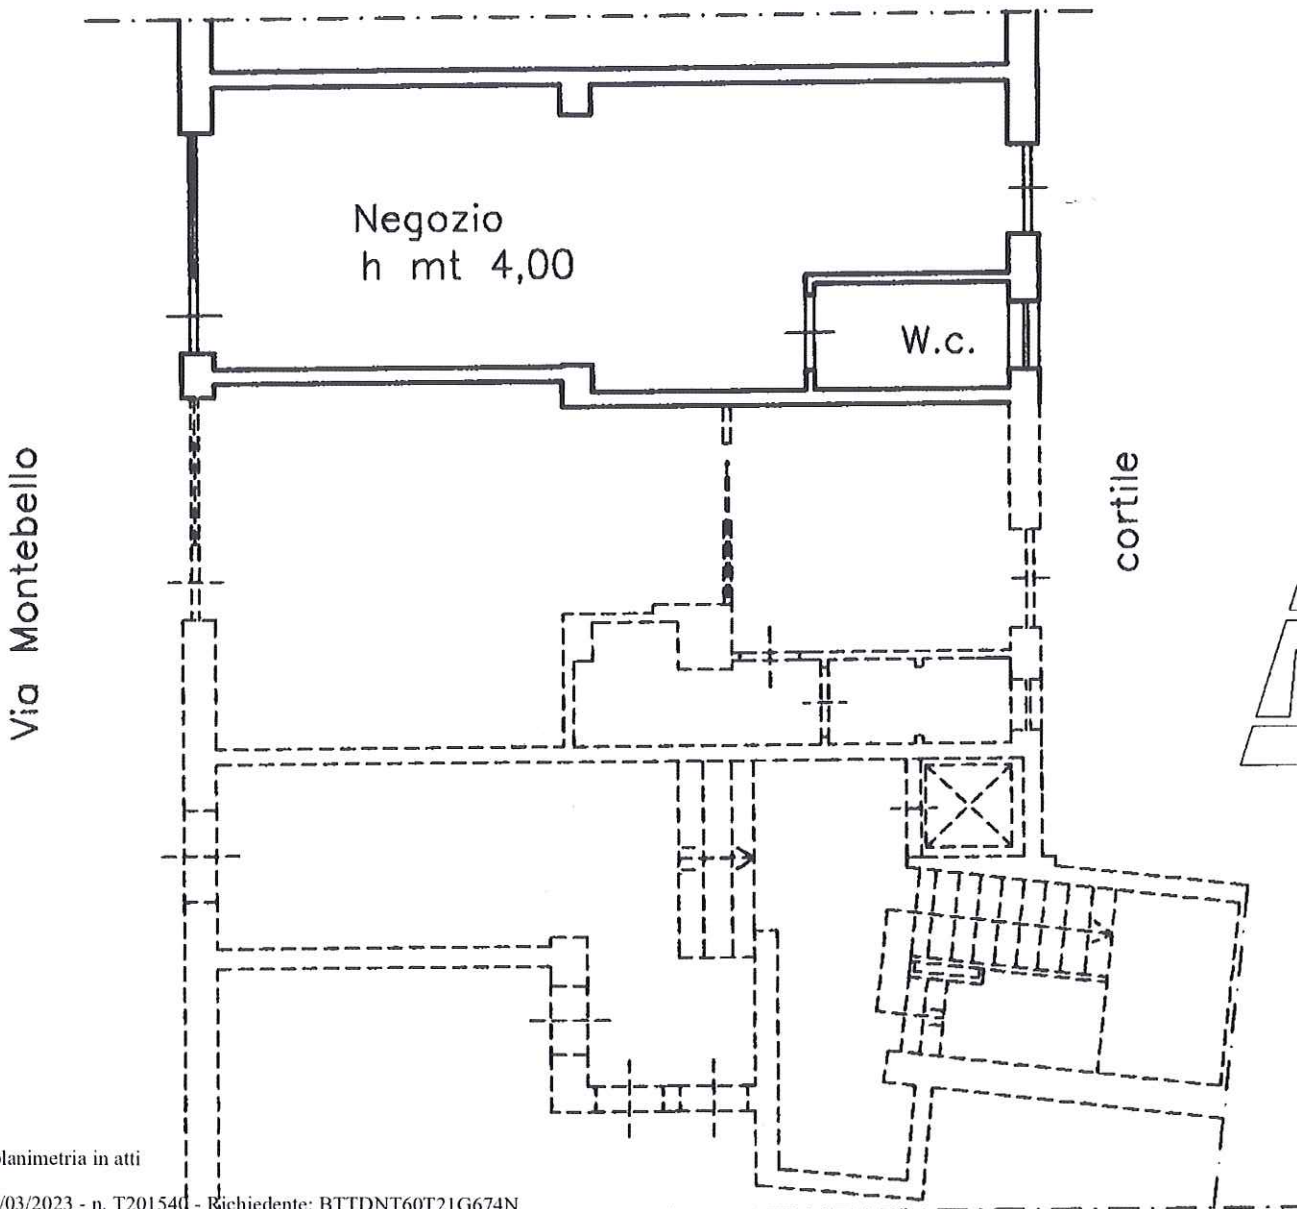 Negozio
h mt 4,00
W.c.
Via Montebello
cortile
planimetria in atti
/03/2023 - n. T201540 - Richiedente: BTTDNT60T21G674N